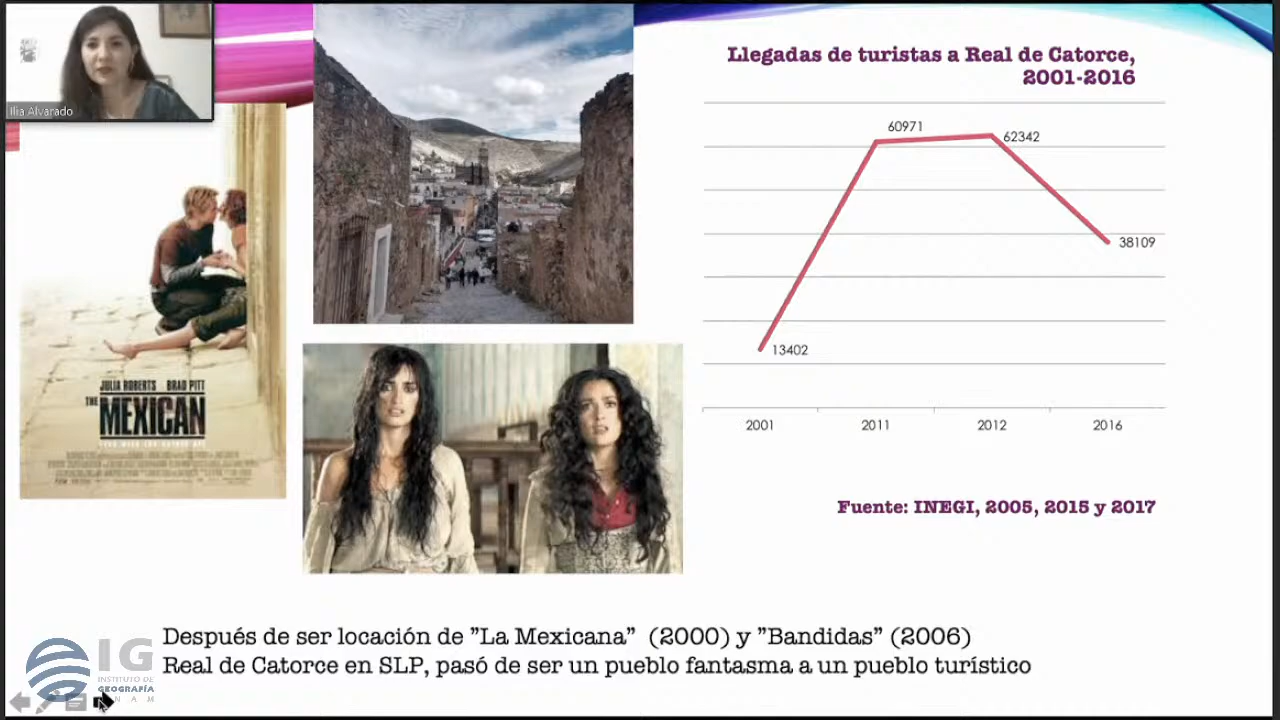 Ilia Alvarado
JULIA ROBERTS BRAD PITT
THE MEXICAN
Llegadas de turistas a Real de Catorce,
2001-2016
60971
62342
38109
13402
2001 2011 2012 2016
Fuente: INEGI, 2005, 2015 y 2017
Después de ser locación de ”La Mexicana” (2000) y ”Bandidas” (2006)
Real de Catorce en SLP, pasó de ser un pueblo fantasma a un pueblo turístico
IG
INSTITUTO DE
GEOGRAFÍA
UNAM